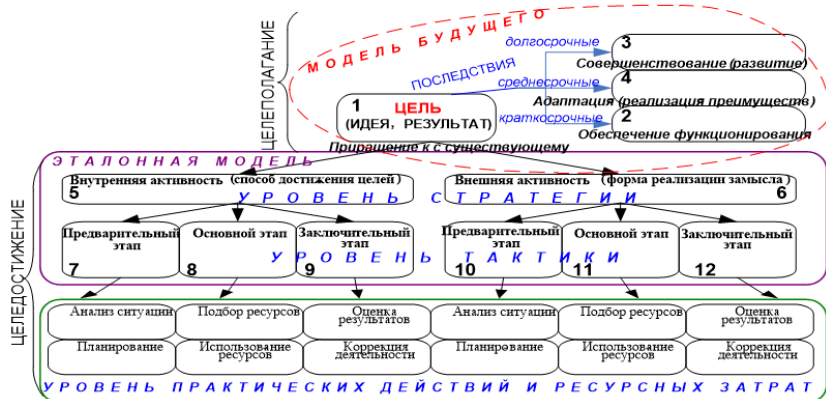 ЦЕЛЕПОЛАГАНИЕ
МОДЕЛЬ БУДУЩЕГО
ПОСЛЕДСТВИЯ
долгосрочные
среднесрочные
краткосрочные
3
Совершенствование (развитие)
4
Адаптация (реализация преимуществ)
2
Обеспечение функционирования
1 ЦЕЛЬ
(ИДЕЯ, РЕЗУЛЬТАТ)
Приращение к с существующему
ЦЕЛЕДОСТИЖЕНИЕ
ЭТАЛОННАЯ МОДЕЛЬ
Внутренняя активность (способ достижения целей)
5
Внешняя активность (форма реализации замысла)
6
УРОВЕНЬ СТРАТЕГИИ
Предварительный
этап
7
Основной этап
8
Заключительный
этап
9
Предварительный
этап
10
Основной этап
11
Заключительный
этап
12
УРОВЕНЬ ТАКТИКИ
Анализ ситуации
Подбор ресурсов
Оценка
результатов
Анализ ситуации
Подбор ресурсов
Оценка
результатов
Планирование
Использование
ресурсов
Коррекция
деятельности
Планирование
Использование
ресурсов
Коррекция
деятельности
УРОВЕНЬ ПРАКТИЧЕСКИХ ДЕЙСТВИЙ И РЕСУРСНЫХ ЗАТРАТ